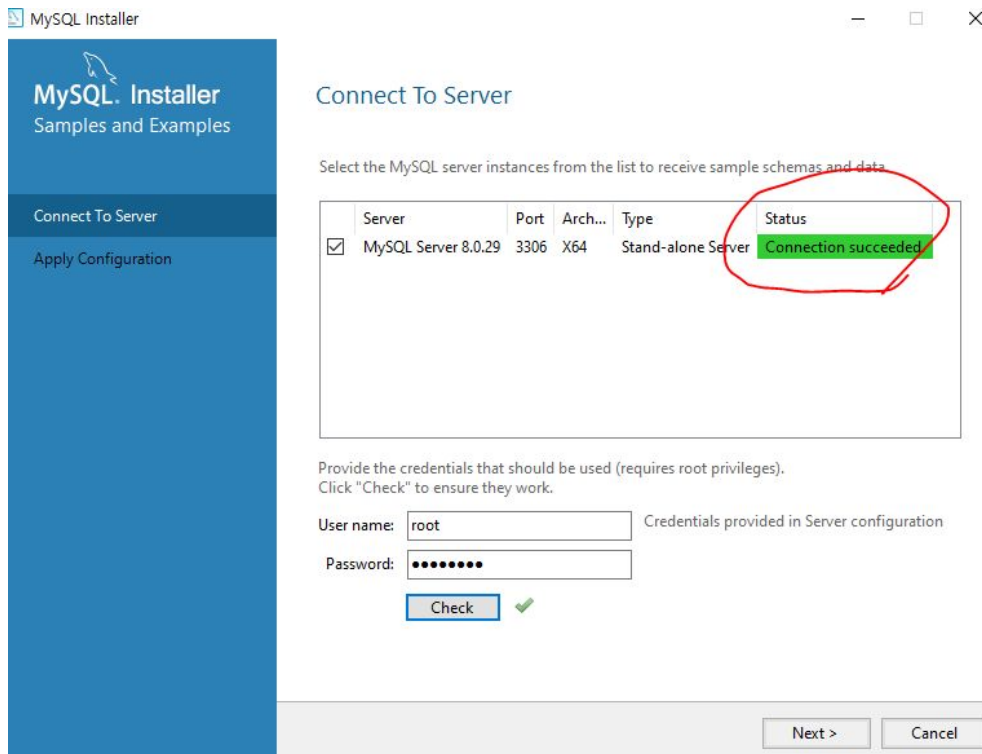 MySQL Installer
MySQL. Installer
Samples and Examples
Connect To Server
Apply Configuration
Connect To Server
Select the MySQL server instances from the list to receive sample schemas and data.
Server Port Arch... Type Status
MySQL Server 8.0.29 3306 X64 Stand-alone Server Connection succeeded.
Provide the credentials that should be used (requires root privileges).
Click "Check" to ensure they work.
User name: root Credentials provided in Server configuration
Password: ●●●●●●●●
Check
Next > Cancel